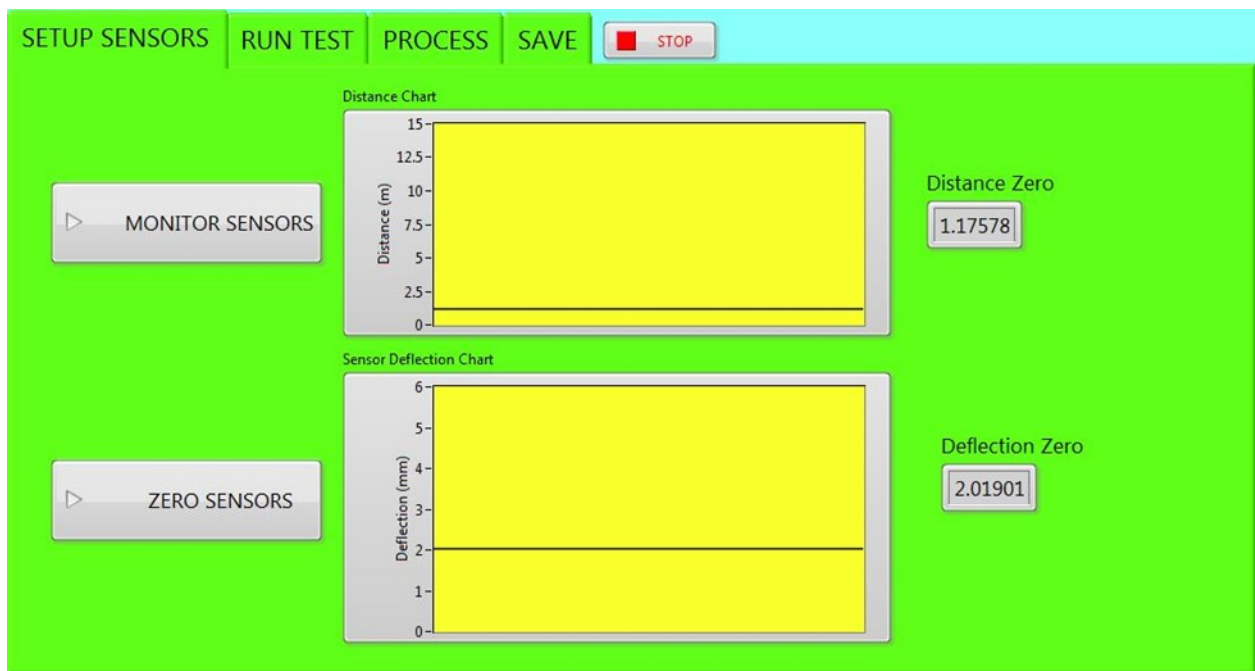 SETUP SENSORS RUN TEST PROCESS SAVE STOP
Distance Chart
15
12.5
10
7.5
5
2.5
0
Distance (m)
MONITOR SENSORS
Distance Zero
1.17578
Sensor Deflection Chart
6
5
4
3
2
1
0
Deflection (mm)
ZERO SENSORS
Deflection Zero
2.01901